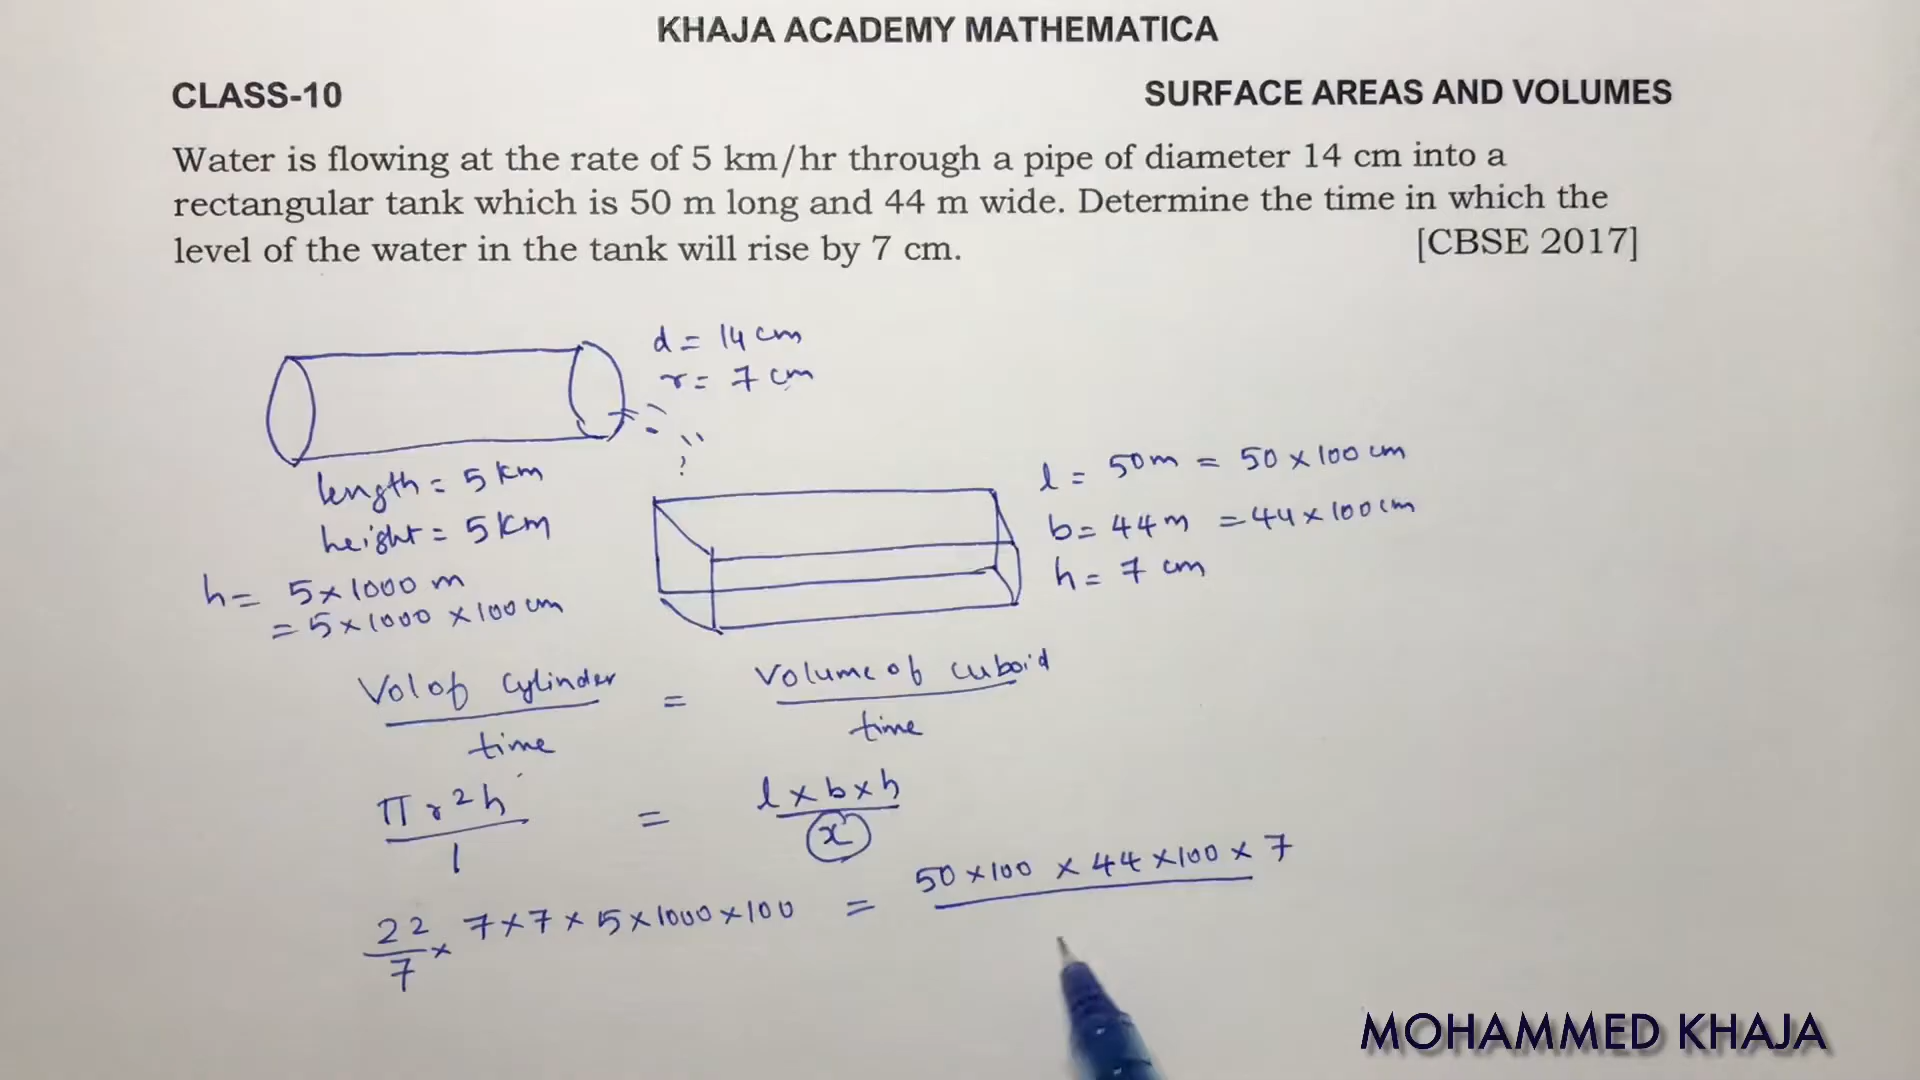 KHAJA ACADEMY MATHEMATICA
CLASS-10
SURFACE AREAS AND VOLUMES
Water is flowing at the rate of 5 km/hr through a pipe of diameter 14 cm into a
rectangular tank which is 50 m long and 44 m wide. Determine the time in which the
level of the water in the tank will rise by 7 cm.
[CBSE 2017]
d = 14 cm
r = 7 cm
length = 5 km
height = 5 km
h = 5 × 1000 m
= 5 × 1000 × 100 cm
l = 50 m = 50 × 100 cm
b = 44 m = 44 × 100 cm
h = 7 cm
Vol of cylinder = Volume of cuboid
time time
π r² h = l × b × h
1 x
22 × 7 × 7 × 5 × 1000 × 100 = 50 × 100 × 44 × 100 × 7
7
MOHAMMED KHAJA